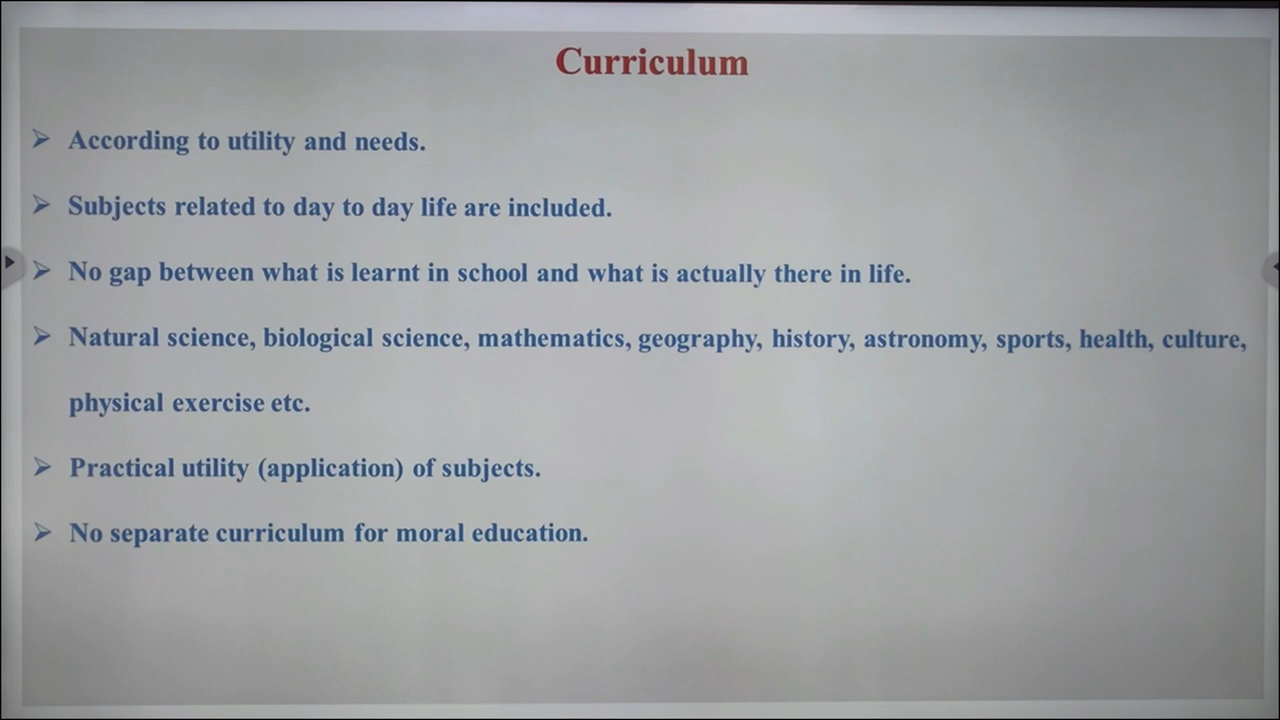 Curriculum
➢ According to utility and needs.
➢ Subjects related to day to day life are included.
➢ No gap between what is learnt in school and what is actually there in life.
➢ Natural science, biological science, mathematics, geography, history, astronomy, sports, health, culture,
physical exercise etc.
➢ Practical utility (application) of subjects.
➢ No separate curriculum for moral education.